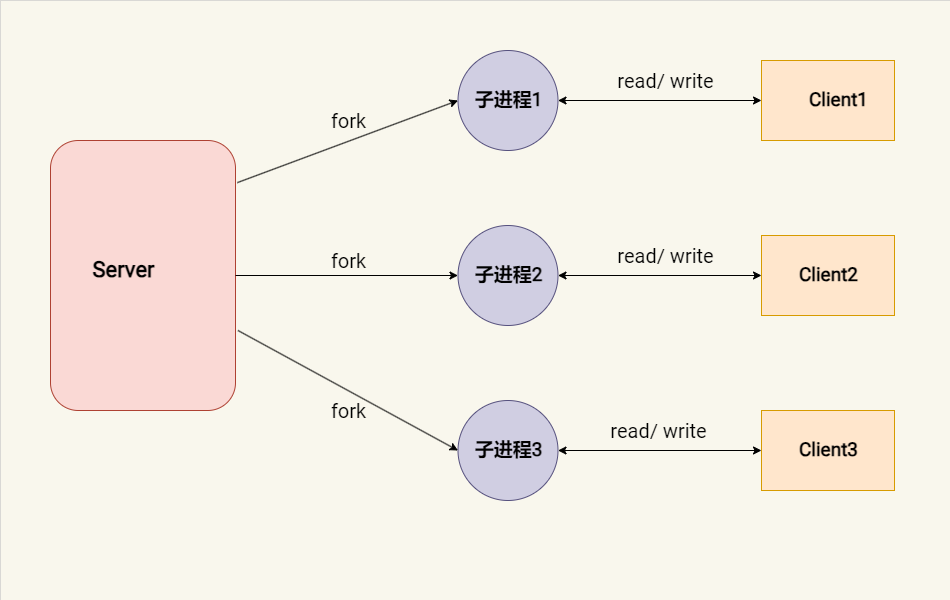 子进程1
read/ write
Client1
fork
Server
fork
子进程2
read/ write
Client2
fork
子进程3
read/ write
Client3